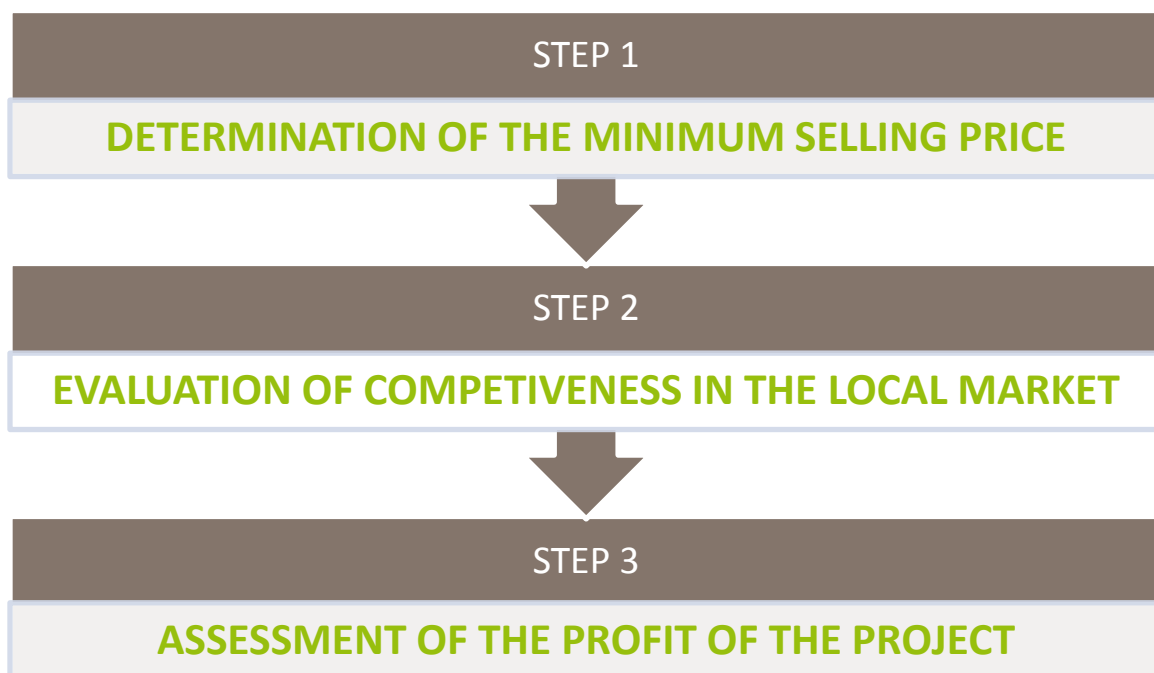 STEP 1
DETERMINATION OF THE MINIMUM SELLING PRICE
STEP 2
EVALUATION OF COMPETIVENESS IN THE LOCAL MARKET
STEP 3
ASSESSMENT OF THE PROFIT OF THE PROJECT